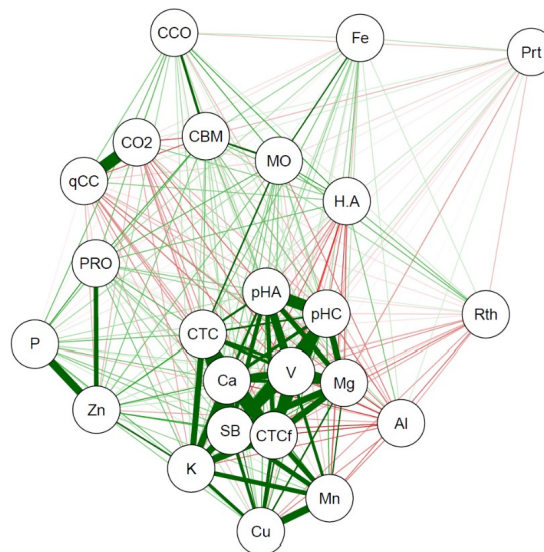 CCO
Fe
Prt
CO2
CBM
MO
qCC
H.A
PRO
pHA
pHC
Rth
P
CTC
V
Ca
Mg
Zn
Al
SB
CTCf
K
Mn
Cu